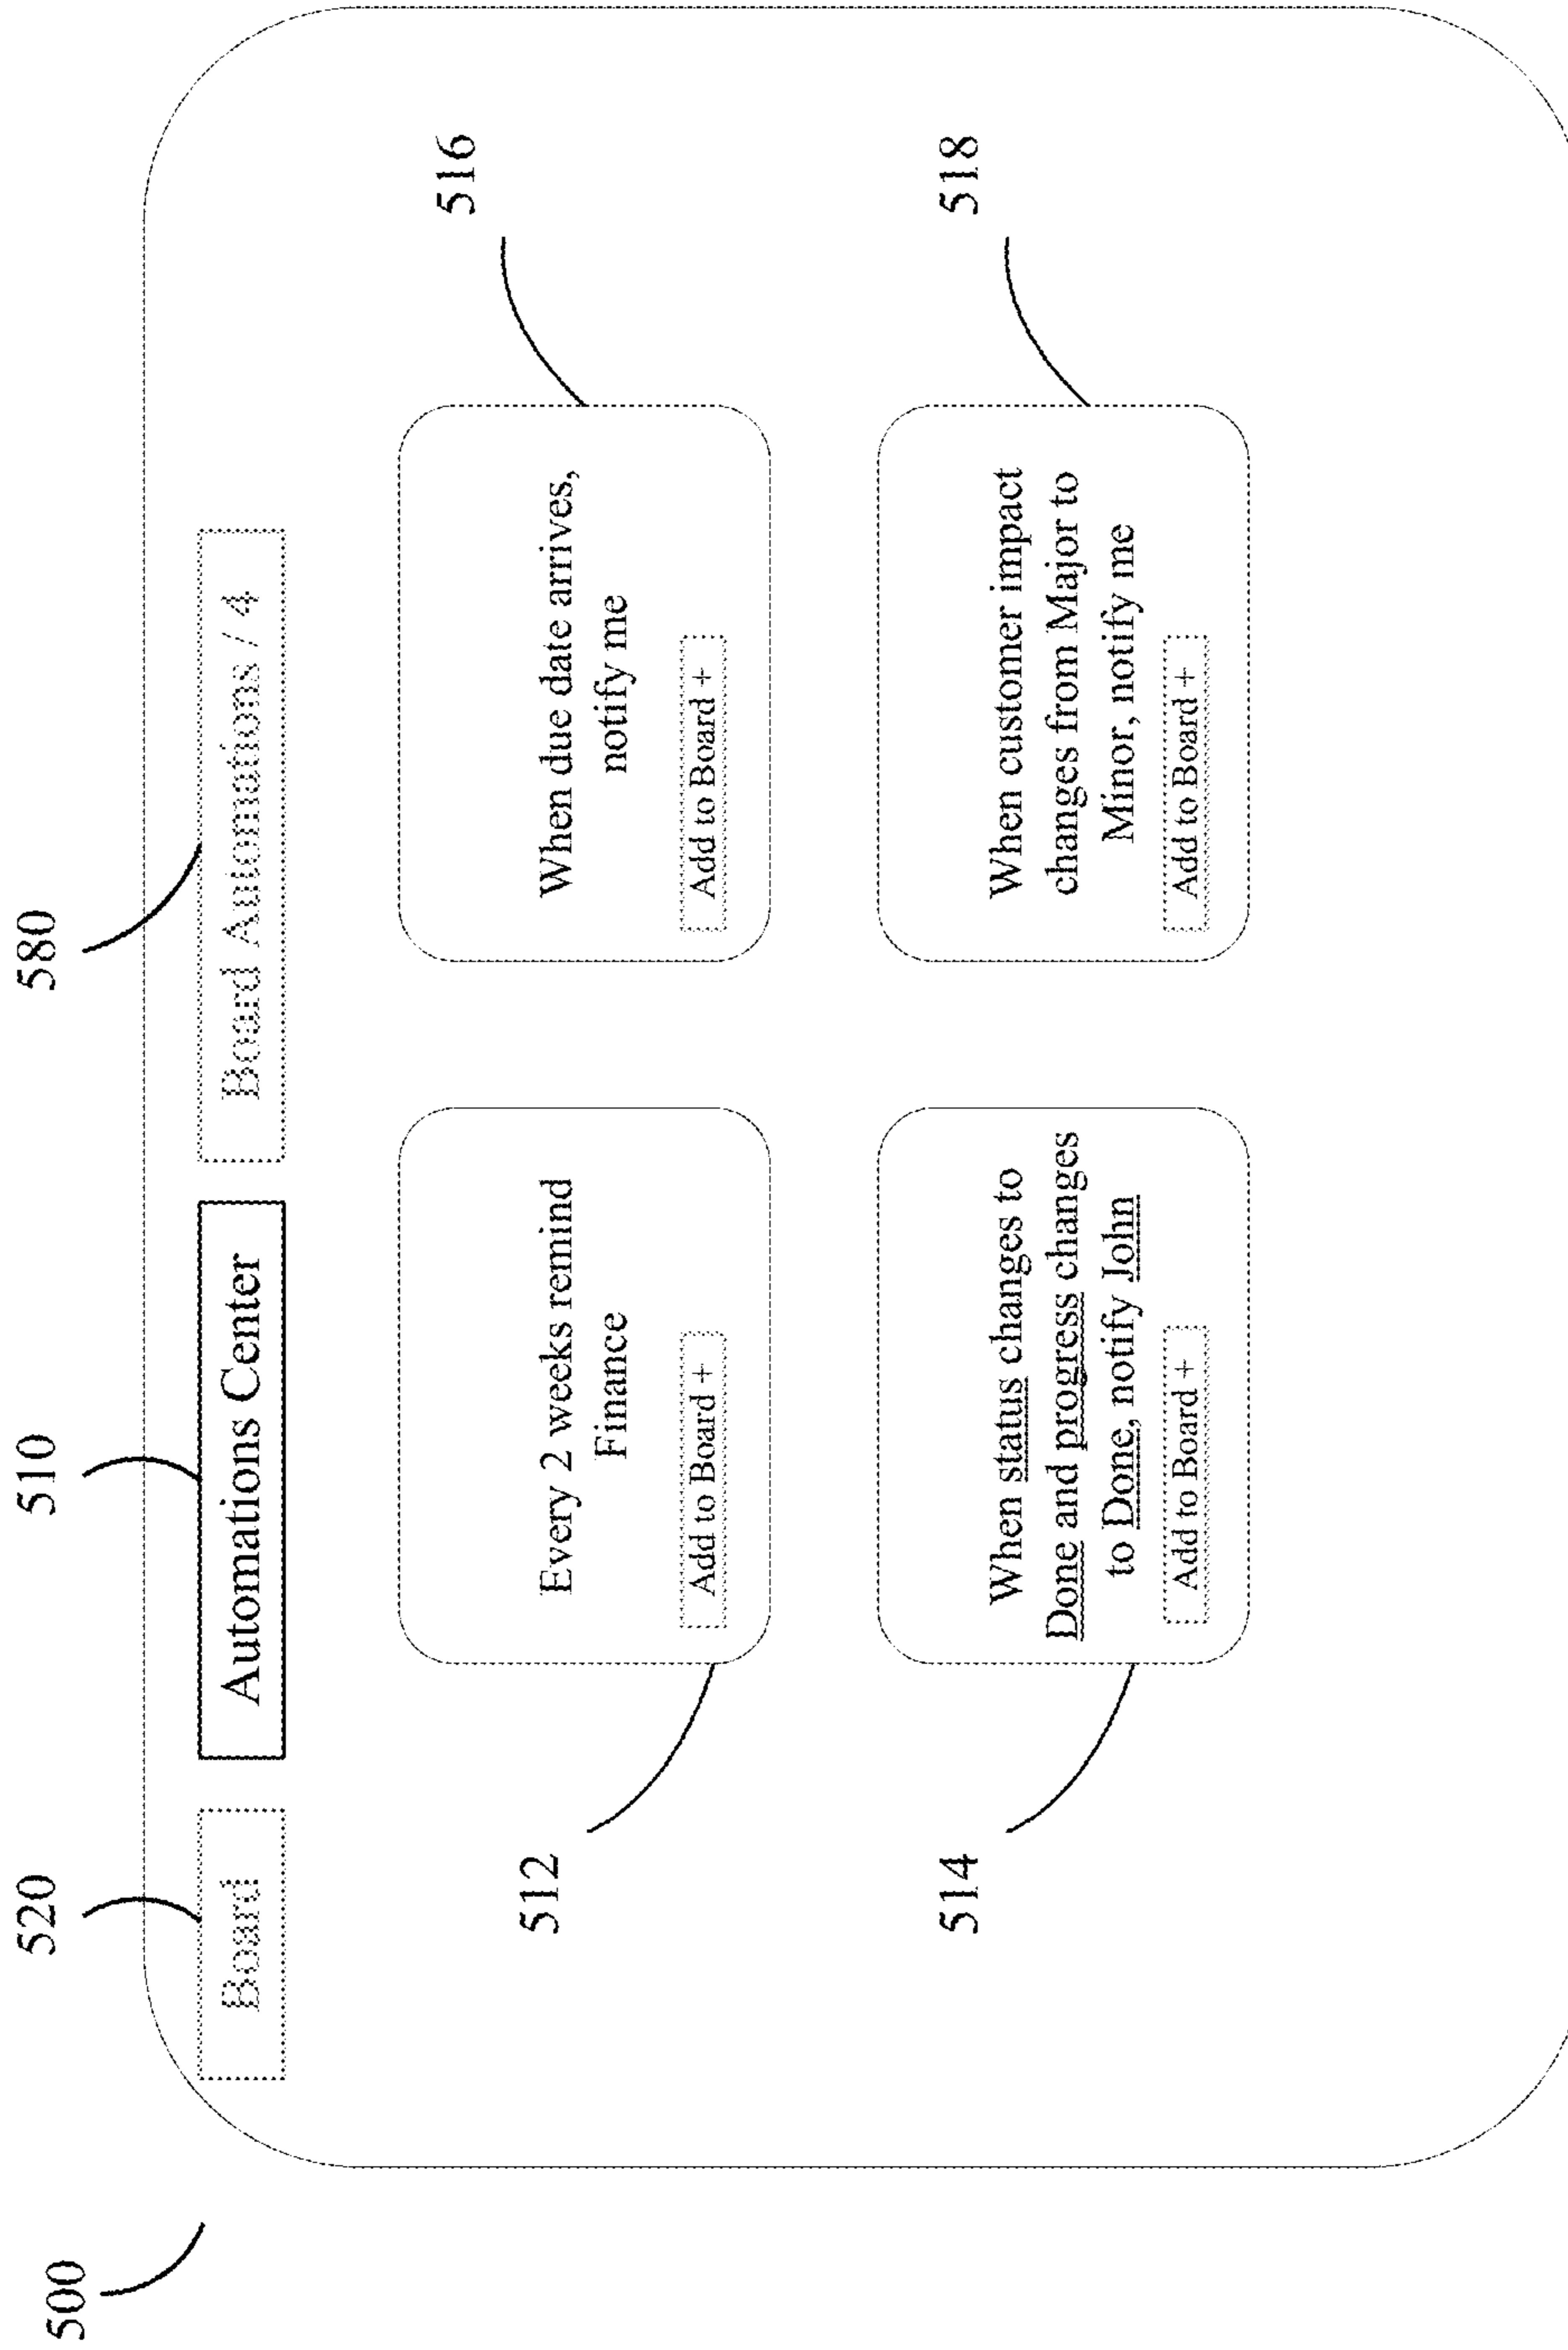 500
520
510
580
Board
Automations Center
Board Automations / 4
512
Every 2 weeks remind
Finance
Add to Board +
516
When due date arrives,
notify me
Add to Board +
514
When status changes to
Done and progress changes
to Done, notify John
Add to Board +
518
When customer impact
changes from Major to
Minor, notify me
Add to Board +